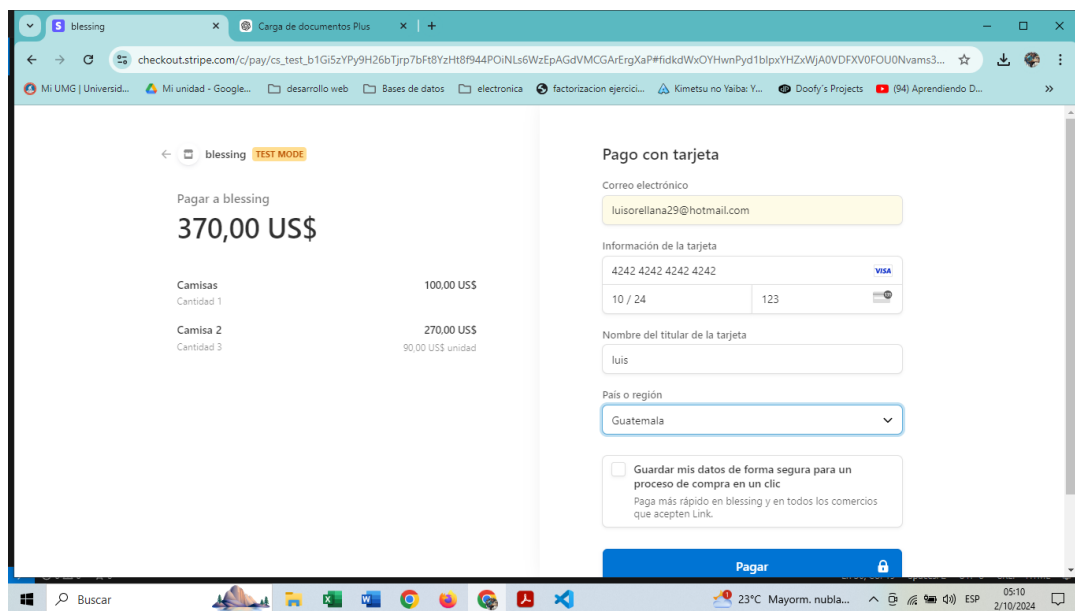 blessing
Carga de documentos Plus
checkout.stripe.com/c/pay/cs_test_b1Gi5zYPy9H26bTjrp7bFt8YzHt8f944POiNLs6WzEpAGdVMCGArErgXaP#fidkdWxOYHwnPyd1blpxYHZxWjA0VDFXV0FOU0Nvams3...
Mi UMG | Universid...
Mi unidad - Google...
desarrollo web
Bases de datos
electronica
factorizacion ejercici...
Kimetsu no Yaiba: Y...
Doofy's Projects
(94) Aprendiendo D...
blessing TEST MODE
Pagar a blessing
370,00 US$
Camisas 100,00 US$
Cantidad 1
Camisa 2 270,00 US$
Cantidad 3 90,00 US$ unidad
Pago con tarjeta
Correo electrónico
luisorellana29@hotmail.com
Información de la tarjeta
4242 4242 4242 4242 VISA
10 / 24 123
Nombre del titular de la tarjeta
luis
País o región
Guatemala
Guardar mis datos de forma segura para un
proceso de compra en un clic
Paga más rápido en blessing y en todos los comercios
que acepten Link.
Pagar
Buscar
23°C Mayorm. nubla...
ESP
05:10
2/10/2024